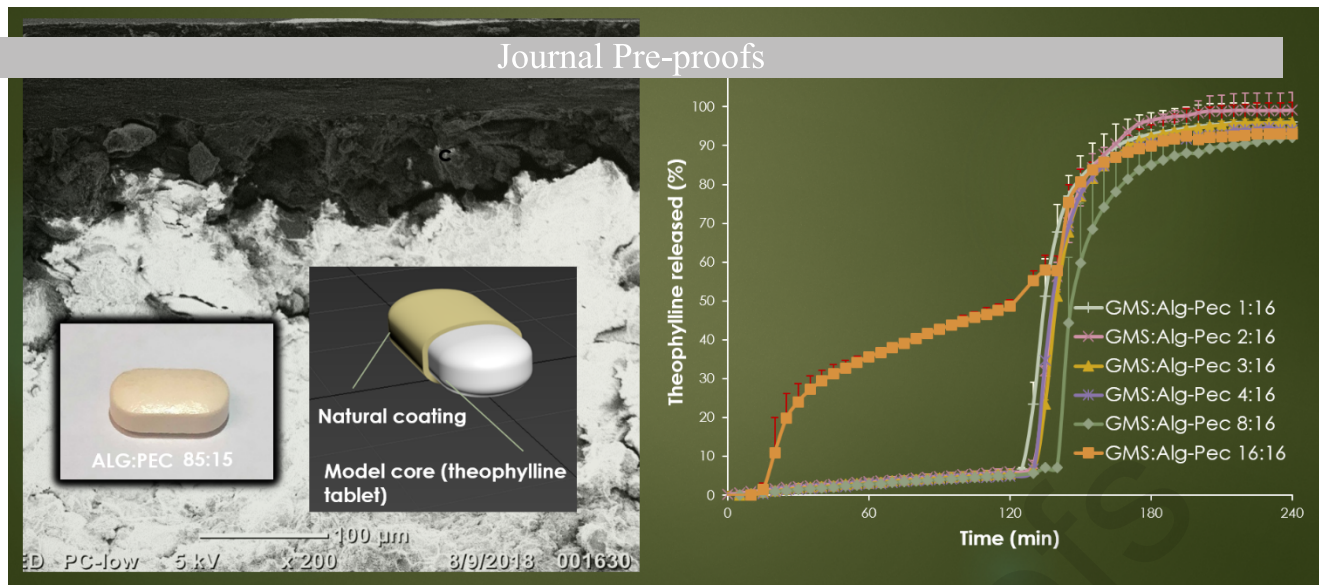 Journal Pre-proofs
C
Natural coating
Model core (theophylline
tablet)
ALG:PEC 85:15
100 µm
ED PC-low 5 kV x 200 8/9/2018 001630
Theophylline released (%)
100
90
80
70
60
50
40
30
20
10
0
0 60 120 180 240
Time (min)
GMS:Alg-Pec 1:16
GMS:Alg-Pec 2:16
GMS:Alg-Pec 3:16
GMS:Alg-Pec 4:16
GMS:Alg-Pec 8:16
GMS:Alg-Pec 16:16